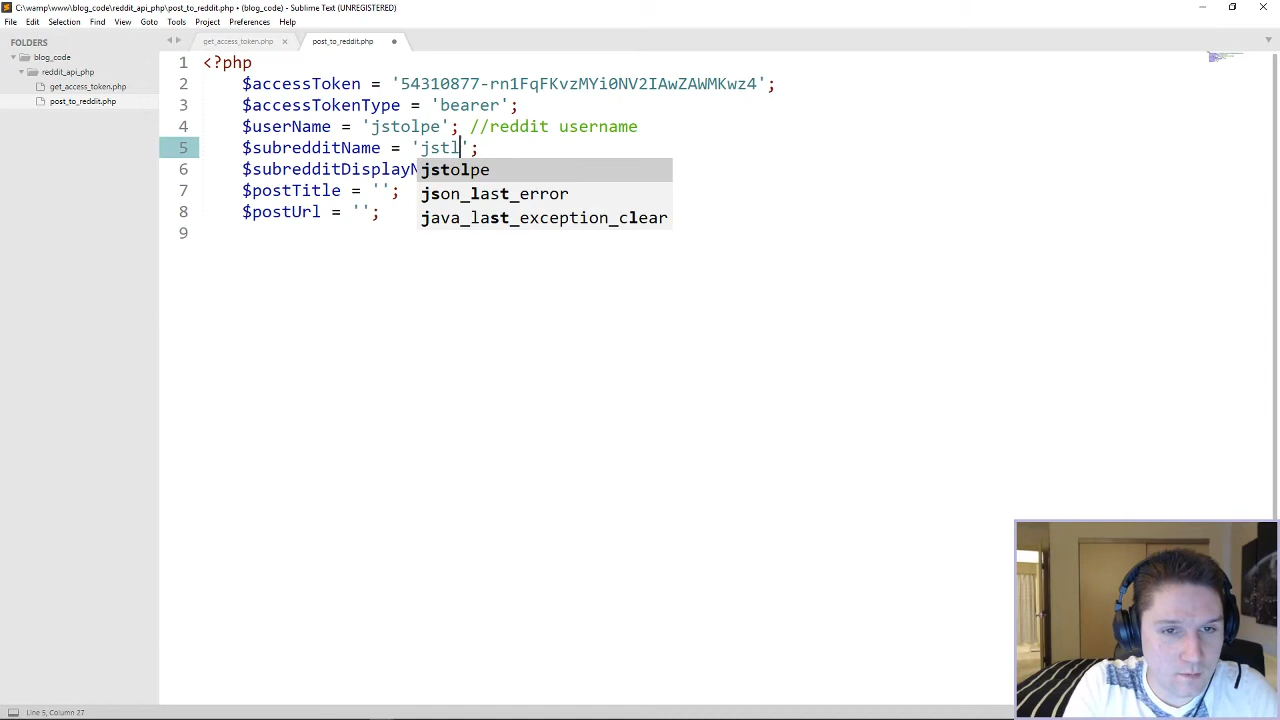 C:\wamp\www\blog_code\reddit_api_php\post_to_reddit.php • (blog_code) - Sublime Text (UNREGISTERED)
File Edit Selection Find View Goto Tools Project Preferences Help
FOLDERS
blog_code
reddit_api_php
get_access_token.php
post_to_reddit.php
get_access_token.php
post_to_reddit.php
1 <?php
2 $accessToken = '54310877-rn1FqFKvzMYi0NV2IAwZAWMKwz4';
3 $accessTokenType = 'bearer';
4 $userName = 'jstolpe'; //reddit username
5 $subredditName = 'jstl';
6 $subredditDisplayN
7 $postTitle = '';
8 $postUrl = '';
9
jstolpe
json_last_error
java_last_exception_clear
Line 5, Column 27